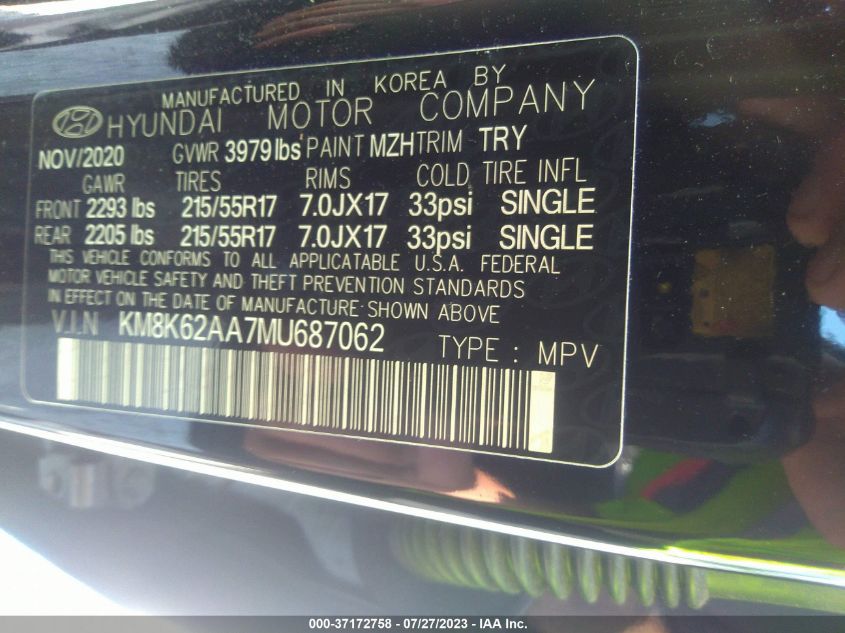 MANUFACTURED IN KOREA BY
HYUNDAI MOTOR COMPANY
NOV/2020 GVWR 3979 lbs PAINT MZH TRIM TRY
GAWR TIRES RIMS COLD TIRE INFL
FRONT 2293 lbs 215/55R17 7.0JX17 33psi SINGLE
REAR 2205 lbs 215/55R17 7.0JX17 33psi SINGLE
THIS VEHICLE CONFORMS TO ALL APPLICATABLE U.S.A. FEDERAL
MOTOR VEHICLE SAFETY AND THEFT PREVENTION STANDARDS
IN EFFECT ON THE DATE OF MANUFACTURE SHOWN ABOVE
V.I.N KM8K62AA7MU687062 TYPE : MPV
000-37172758 - 07/27/2023 - IAA Inc.